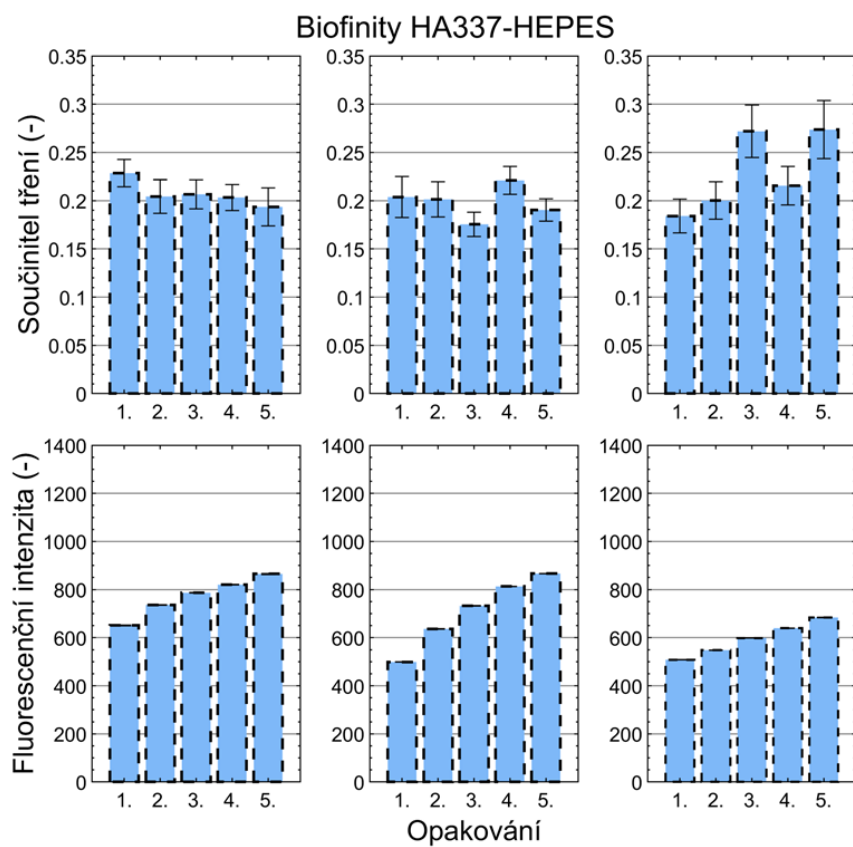 Biofinity HA337-HEPES
Součinitel tření (-)
0.35 0.35 0.35
0.3 0.3 0.3
0.25 0.25 0.25
0.2 0.2 0.2
0.15 0.15 0.15
0.1 0.1 0.1
0.05 0.05 0.05
0 0 0
1. 2. 3. 4. 5. 1. 2. 3. 4. 5. 1. 2. 3. 4. 5.
Fluorescenční intenzita (-)
1400 1400 1400
1200 1200 1200
1000 1000 1000
800 800 800
600 600 600
400 400 400
200 200 200
0 0 0
1. 2. 3. 4. 5. 1. 2. 3. 4. 5. 1. 2. 3. 4. 5.
Opakování